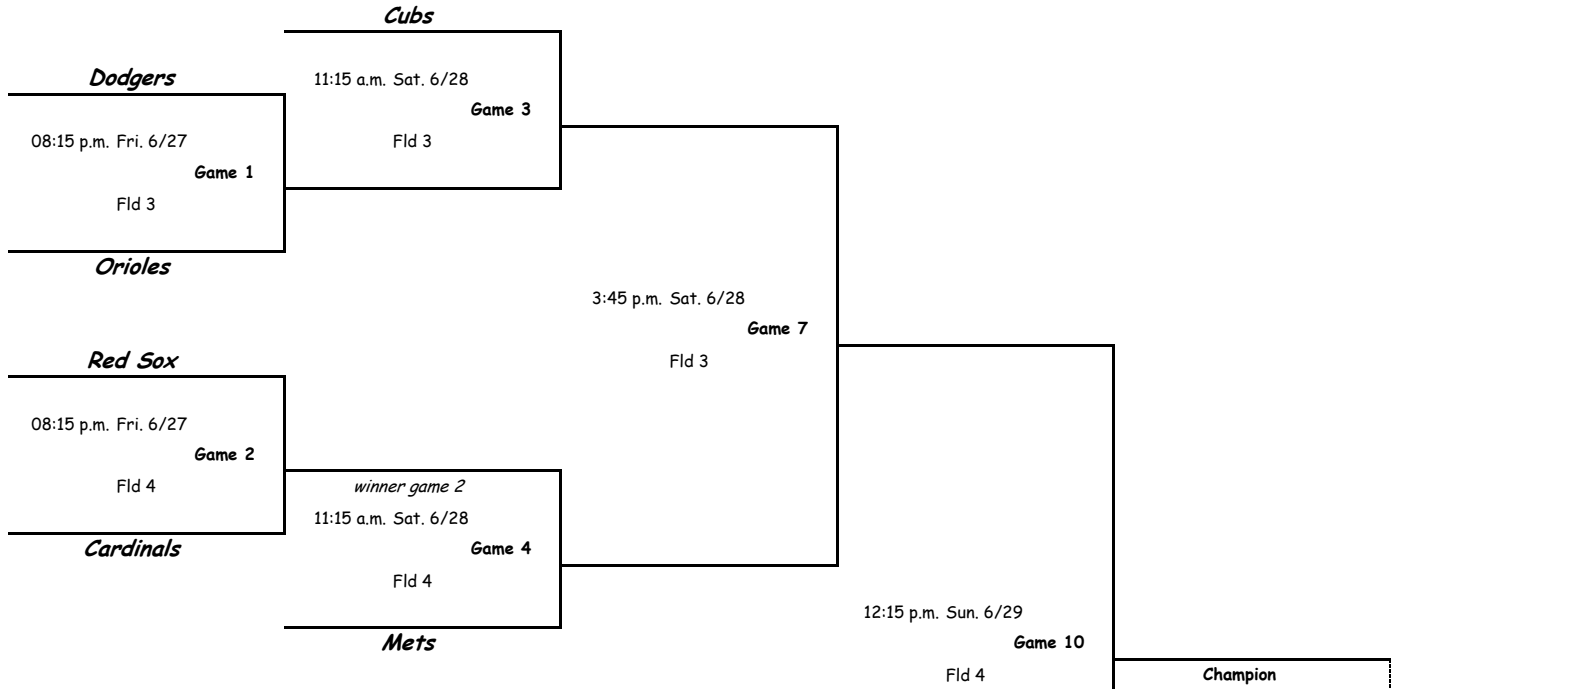 Cubs
Dodgers
11:15 a.m. Sat. 6/28
Game 3
08:15 p.m. Fri. 6/27
Fld 3
Game 1
Fld 3
Orioles
3:45 p.m. Sat. 6/28
Game 7
Red Sox
Fld 3
08:15 p.m. Fri. 6/27
Game 2
Fld 4
winner game 2
11:15 a.m. Sat. 6/28
Cardinals
Game 4
Fld 4
12:15 p.m. Sun. 6/29
Mets
Game 10
Fld 4
Champion